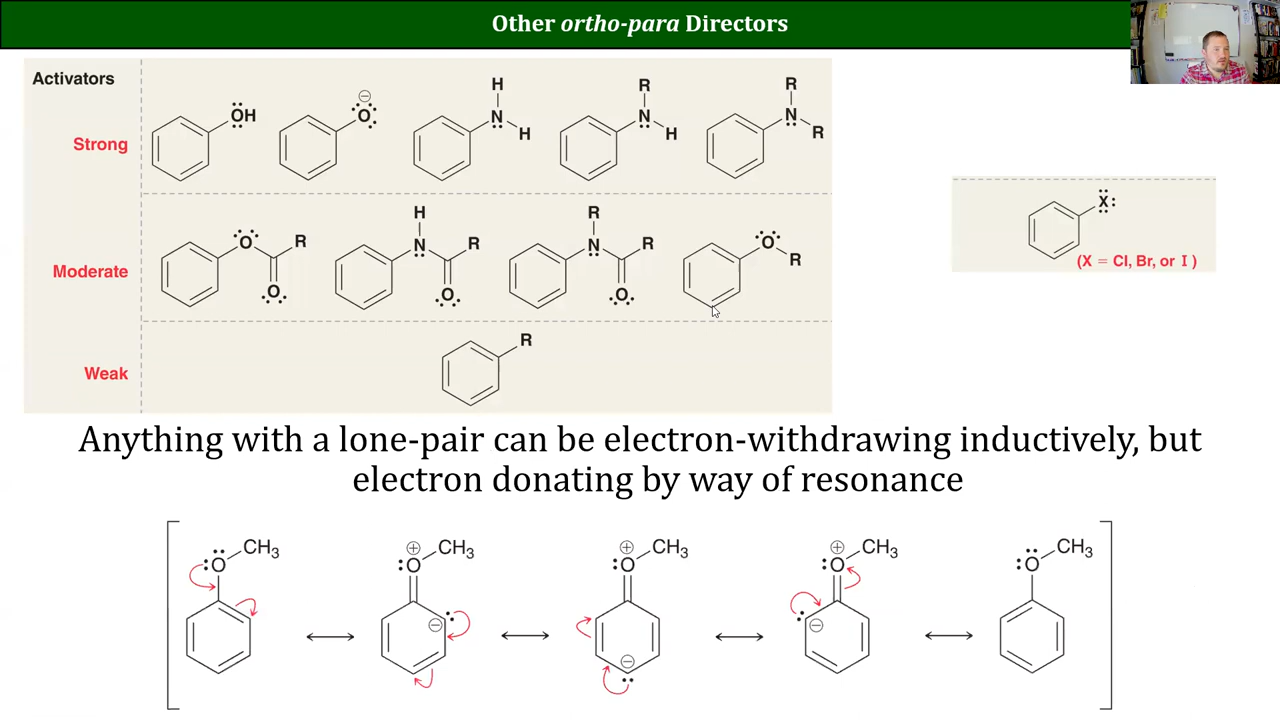 Other ortho-para Directors
Activators
Strong
OH
O
H
N
H
R
N
H
R
N
R
Moderate
O
R
O
H
N
R
O
R
N
R
O
O
R
Weak
R
X
(X = Cl, Br, or I)
Anything with a lone-pair can be electron-withdrawing inductively, but
electron donating by way of resonance
O CH₃
O CH₃
O CH₃
O CH₃
O CH₃